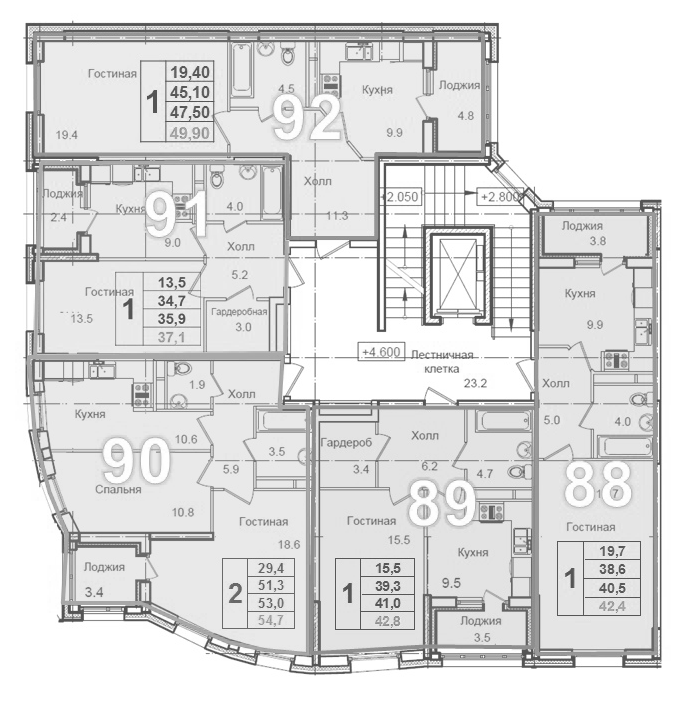 Гостиная
1
19,40
45,10
47,50
49,90
19.4
4.5
92
Кухня
9.9
Лоджия
4.8
Холл
11.3
+2.050
+2.800
Лоджия
2.4
Кухня
91
9.0
4.0
Холл
5.2
Гостиная
13.5
1
13,5
34,7
35,9
37,1
Гардеробная
3.0
Лоджия
3.8
Кухня
9.9
+4.600
Лестничная
клетка
23.2
1.9
Холл
Кухня
10.6
90
5.9
3.5
Спальня
10.8
Гостиная
18.6
Лоджия
3.4
2
29,4
51,3
53,0
54,7
Гардероб
3.4
Холл
6.2
4.7
89
Гостиная
15.5
Кухня
9.5
1
15,5
39,3
41,0
42,8
Лоджия
3.5
Холл
5.0
4.0
88
Гостиная
1
19,7
38,6
40,5
42,4